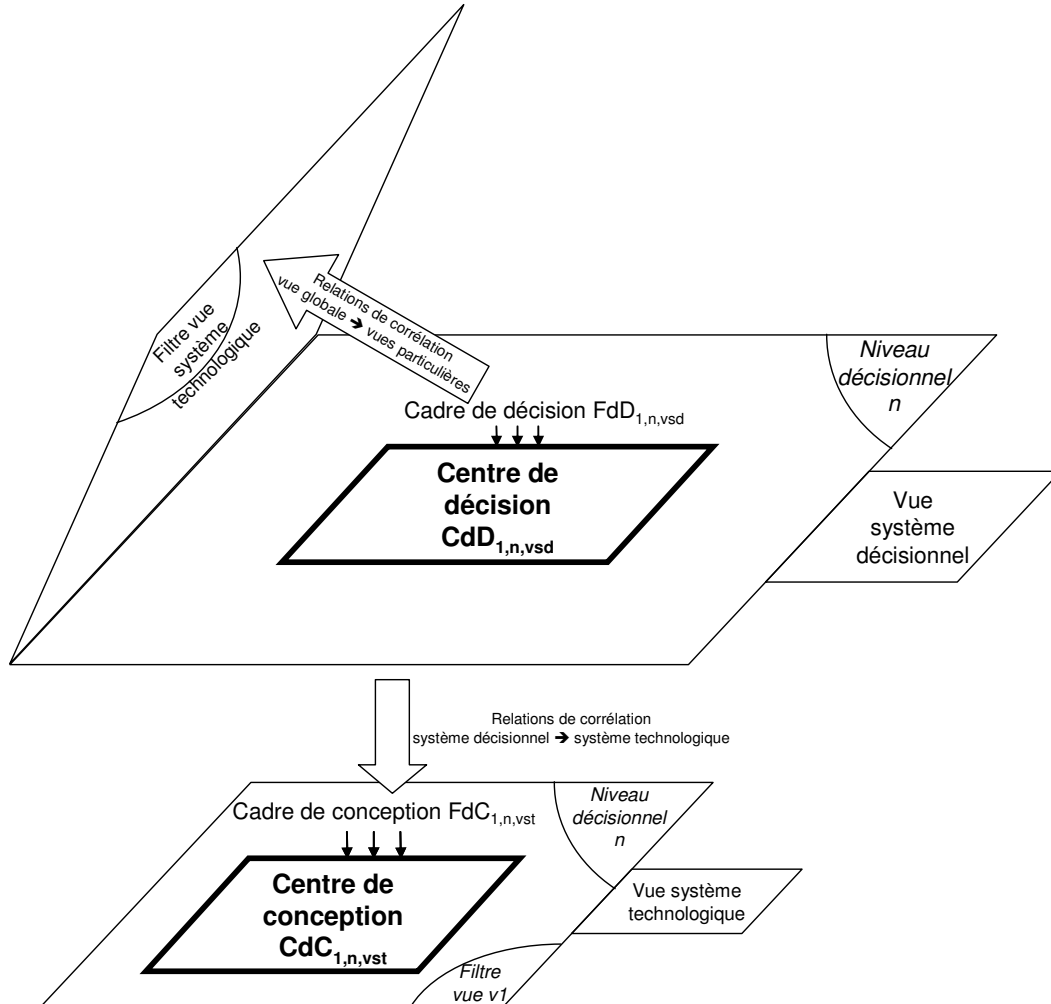 Filtre vue
système
technologique
Relations de corrélation
vue globale ➔ vues particulières
Niveau
décisionnel
n
Cadre de décision FdD1,n,vsd
Centre de
décision
CdD1,n,vsd
Vue
système
décisionnel
Relations de corrélation
système décisionnel ➔ système technologique
Cadre de conception FdC1,n,vst
Niveau
décisionnel
n
Centre de
conception
CdC1,n,vst
Vue système
technologique
Filtre
vue v1